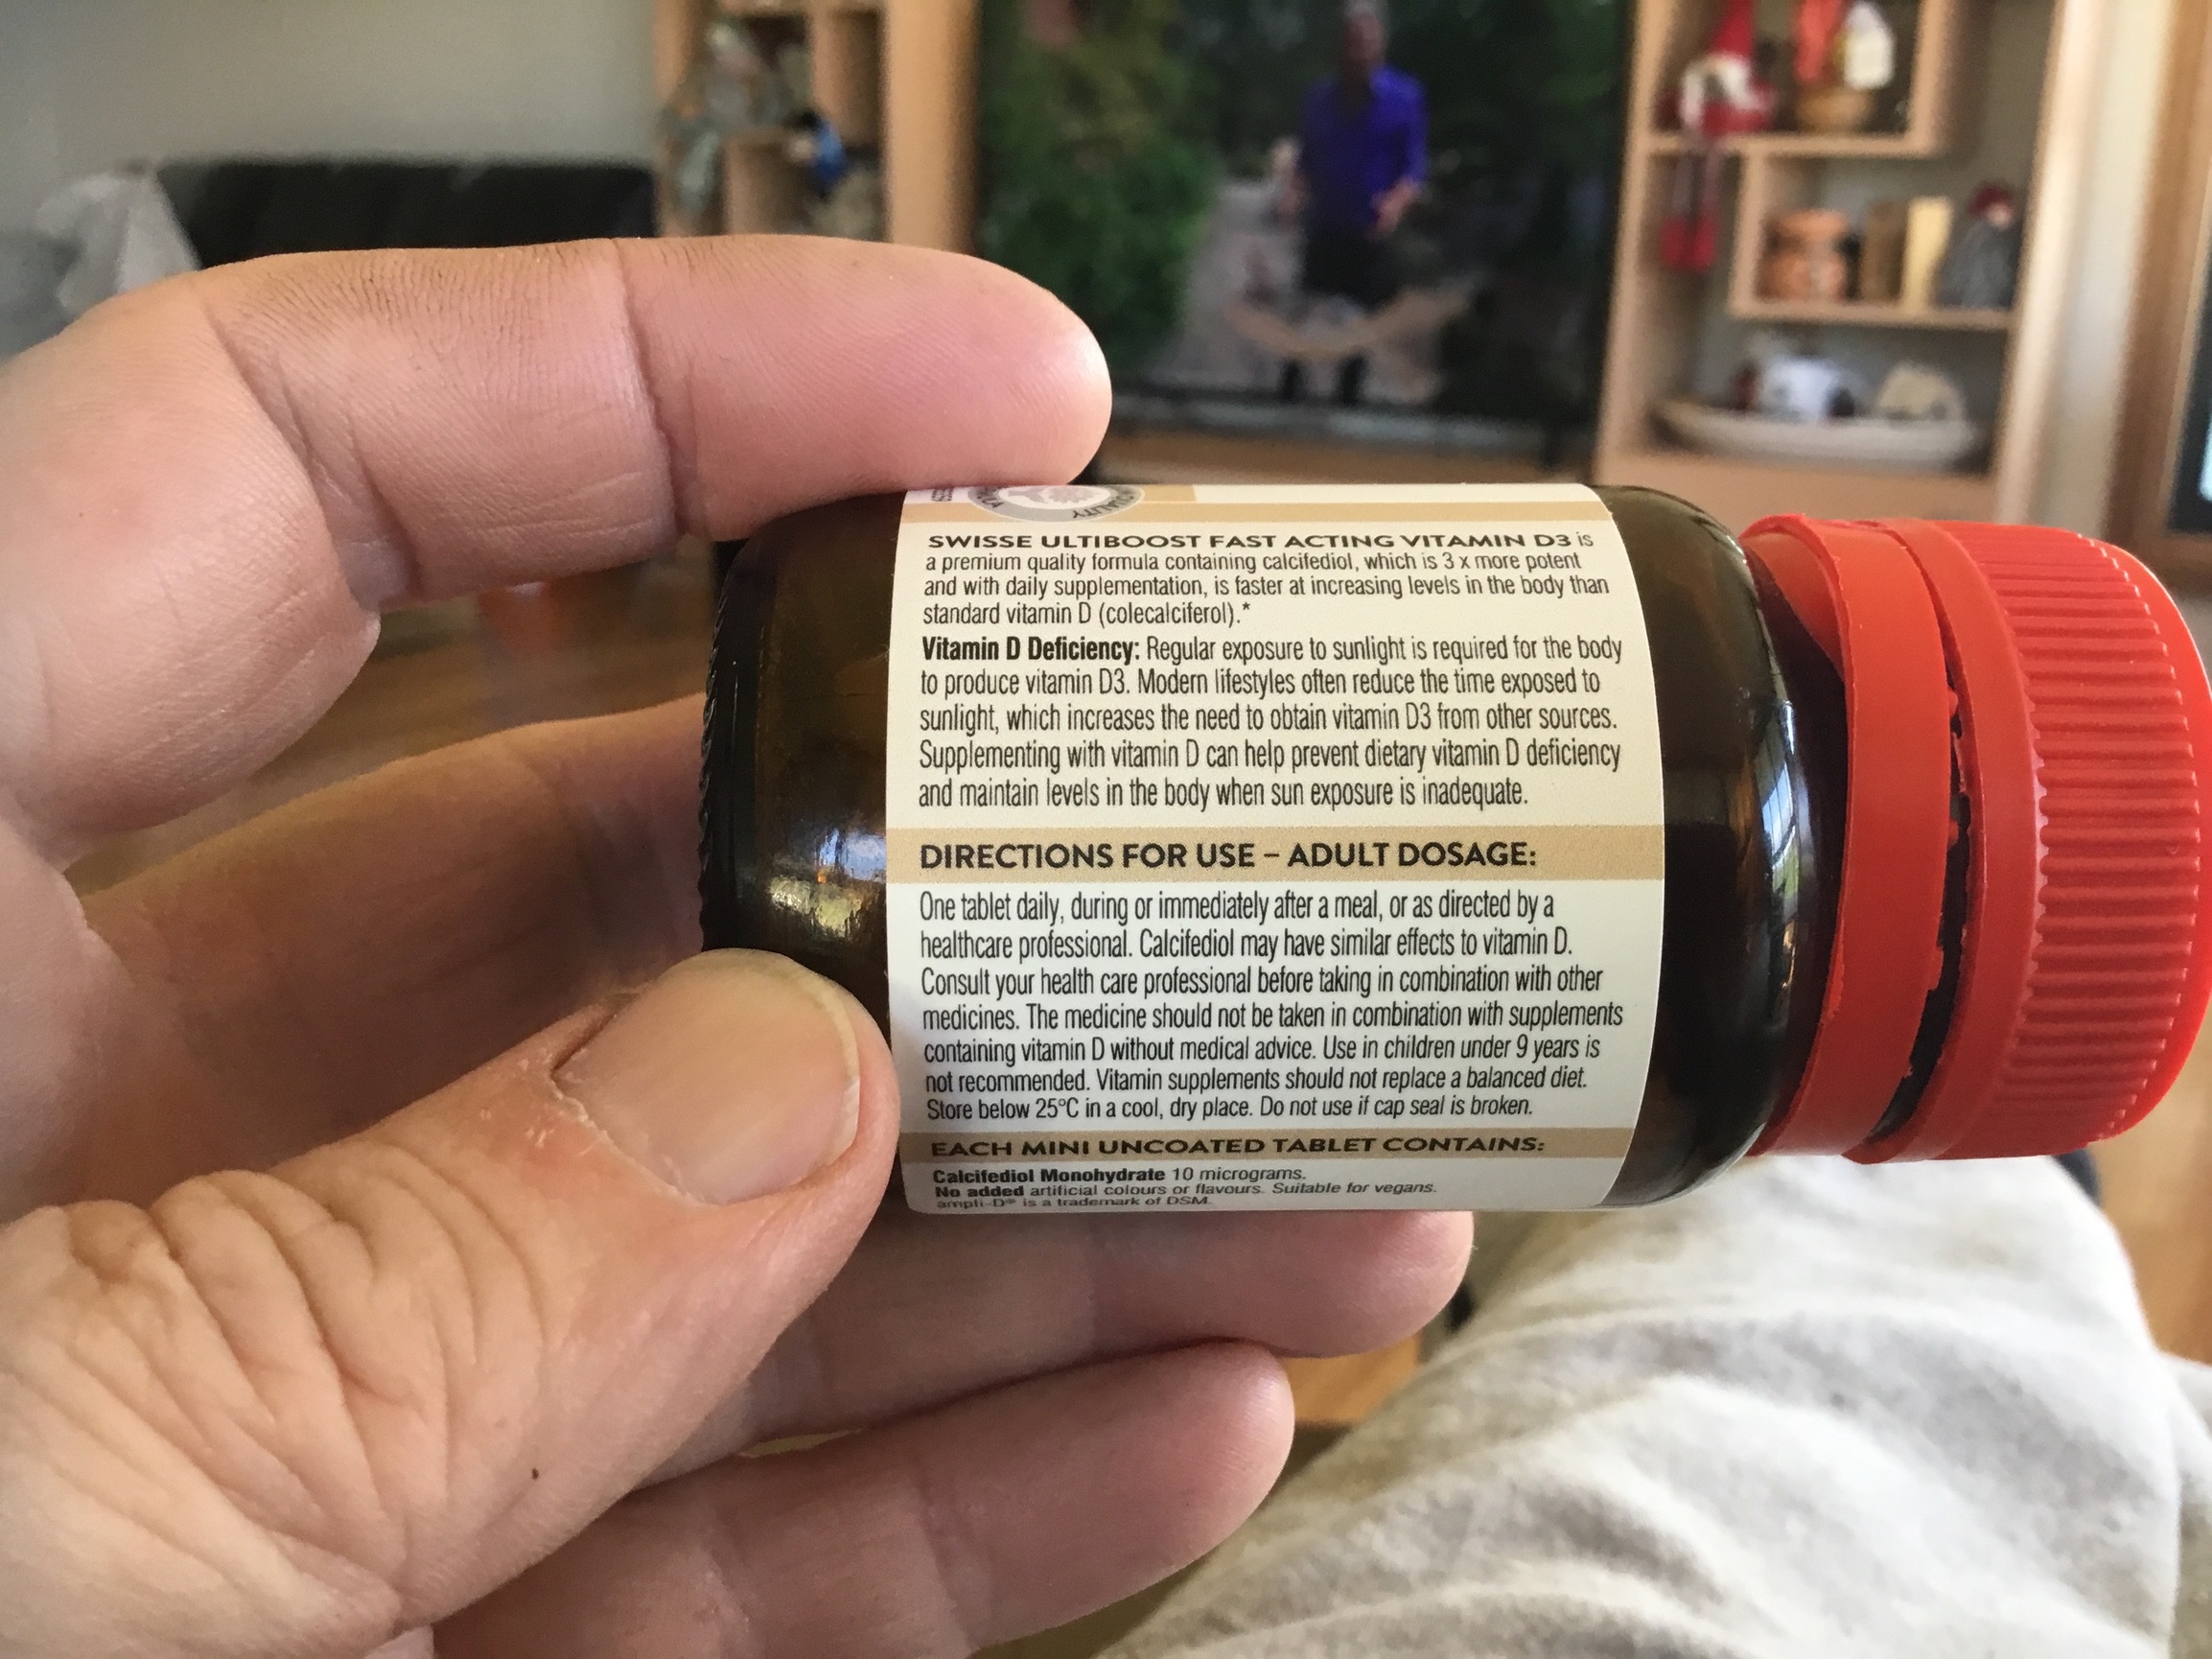 QUALITY
SWISSE ULTIBOOST FAST ACTING VITAMIN D3 is
a premium quality formula containing calcifediol, which is 3 x more potent
and with daily supplementation, is faster at increasing levels in the body than
standard vitamin D (colecalciferol).*
Vitamin D Deficiency: Regular exposure to sunlight is required for the body
to produce vitamin D3. Modern lifestyles often reduce the time exposed to
sunlight, which increases the need to obtain vitamin D3 from other sources.
Supplementing with vitamin D can help prevent dietary vitamin D deficiency
and maintain levels in the body when sun exposure is inadequate.
DIRECTIONS FOR USE – ADULT DOSAGE:
One tablet daily, during or immediately after a meal, or as directed by a
healthcare professional. Calcifediol may have similar effects to vitamin D.
Consult your health care professional before taking in combination with other
medicines. The medicine should not be taken in combination with supplements
containing vitamin D without medical advice. Use in children under 9 years is
not recommended. Vitamin supplements should not replace a balanced diet.
Store below 25°C in a cool, dry place. Do not use if cap seal is broken.
EACH MINI UNCOATED TABLET CONTAINS:
Calcifediol Monohydrate 10 micrograms.
No added artificial colours or flavours. Suitable for vegans.
ampli-D® is a trademark of DSM.